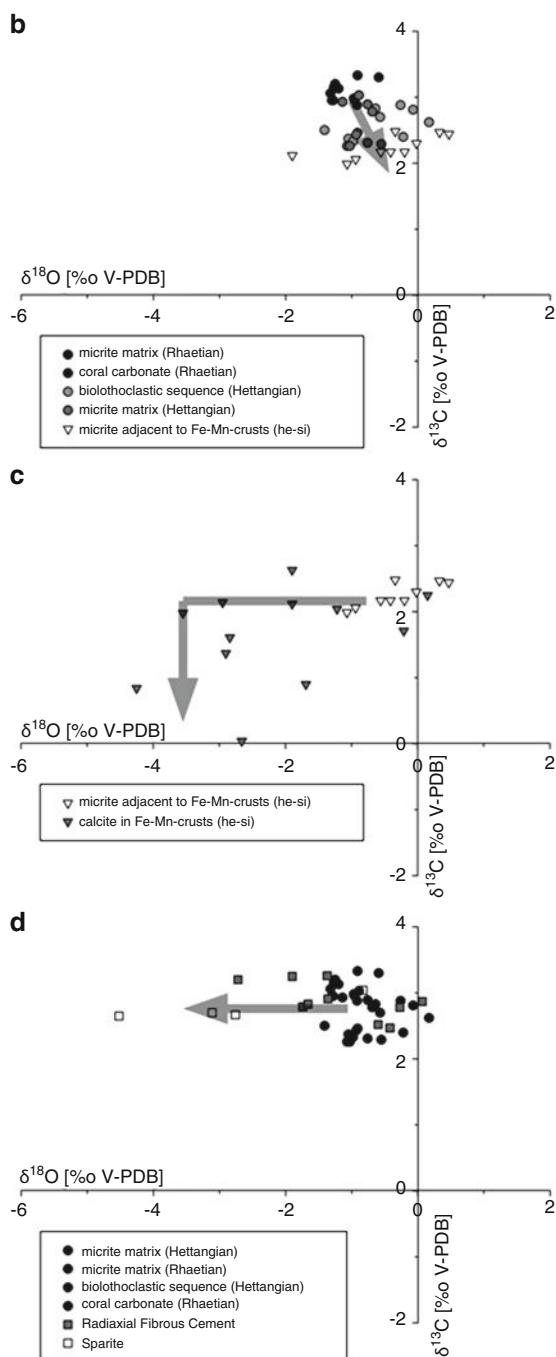 b
4
2
0
-2
δ¹³C [%o V-PDB]
δ¹⁸O [%o V-PDB]
-6
-4
-2
0
2
micrite matrix (Rhaetian)
coral carbonate (Rhaetian)
biolothoclastic sequence (Hettangian)
micrite matrix (Hettangian)
micrite adjacent to Fe-Mn-crusts (he-si)
c
4
2
0
-2
δ¹³C [%o V-PDB]
δ¹⁸O [%o V-PDB]
-6
-4
-2
0
2
micrite adjacent to Fe-Mn-crusts (he-si)
calcite in Fe-Mn-crusts (he-si)
d
4
2
0
-2
δ¹³C [%o V-PDB]
δ¹⁸O [%o V-PDB]
-6
-4
-2
0
2
micrite matrix (Hettangian)
micrite matrix (Rhaetian)
biolothoclastic sequence (Hettangian)
coral carbonate (Rhaetian)
Radiaxial Fibrous Cement
Sparite